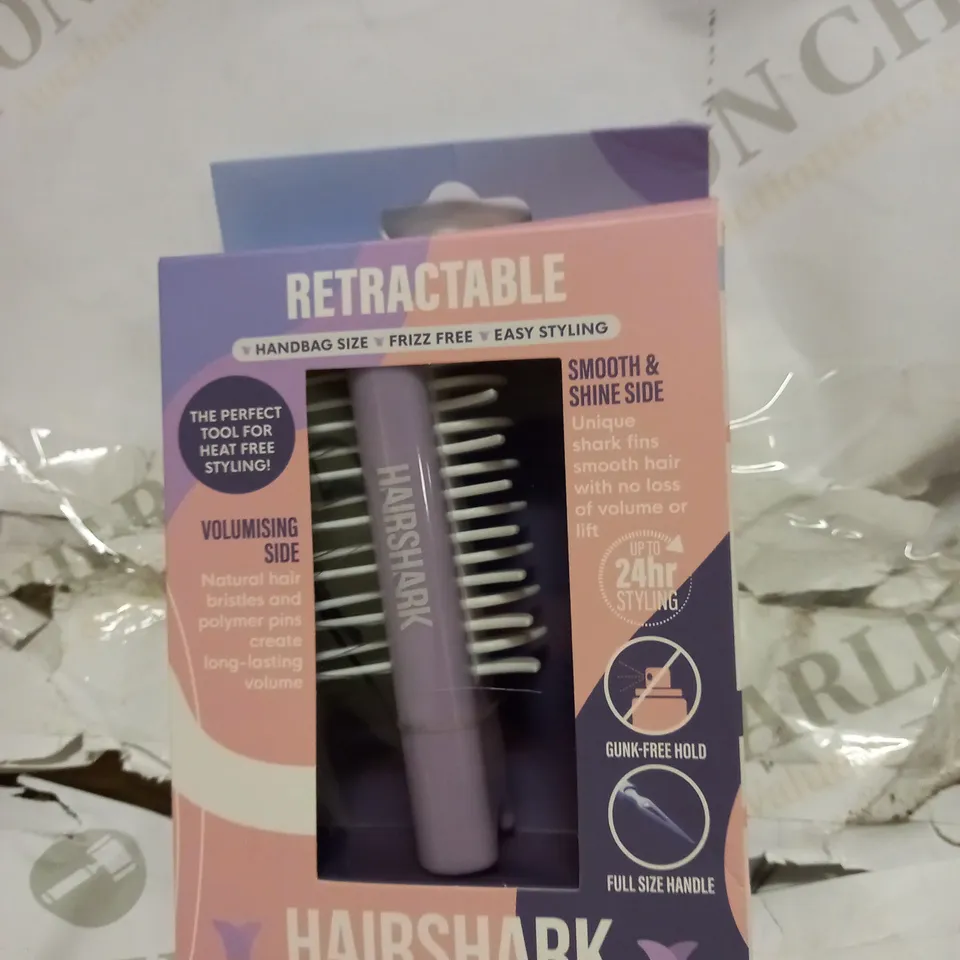 RETRACTABLE
HANDBAG SIZE FRIZZ FREE EASY STYLING
THE PERFECT
TOOL FOR
HEAT FREE
STYLING!
SMOOTH &
SHINE SIDE
Unique
shark fins
smooth hair
with no loss
of volume or
lift
VOLUMISING
SIDE
Natural hair
bristles and
polymer pins
create
long-lasting
volume
HAIRSHARK
UP TO
24hr
STYLING
GUNK-FREE HOLD
FULL SIZE HANDLE
HAIRSHARK